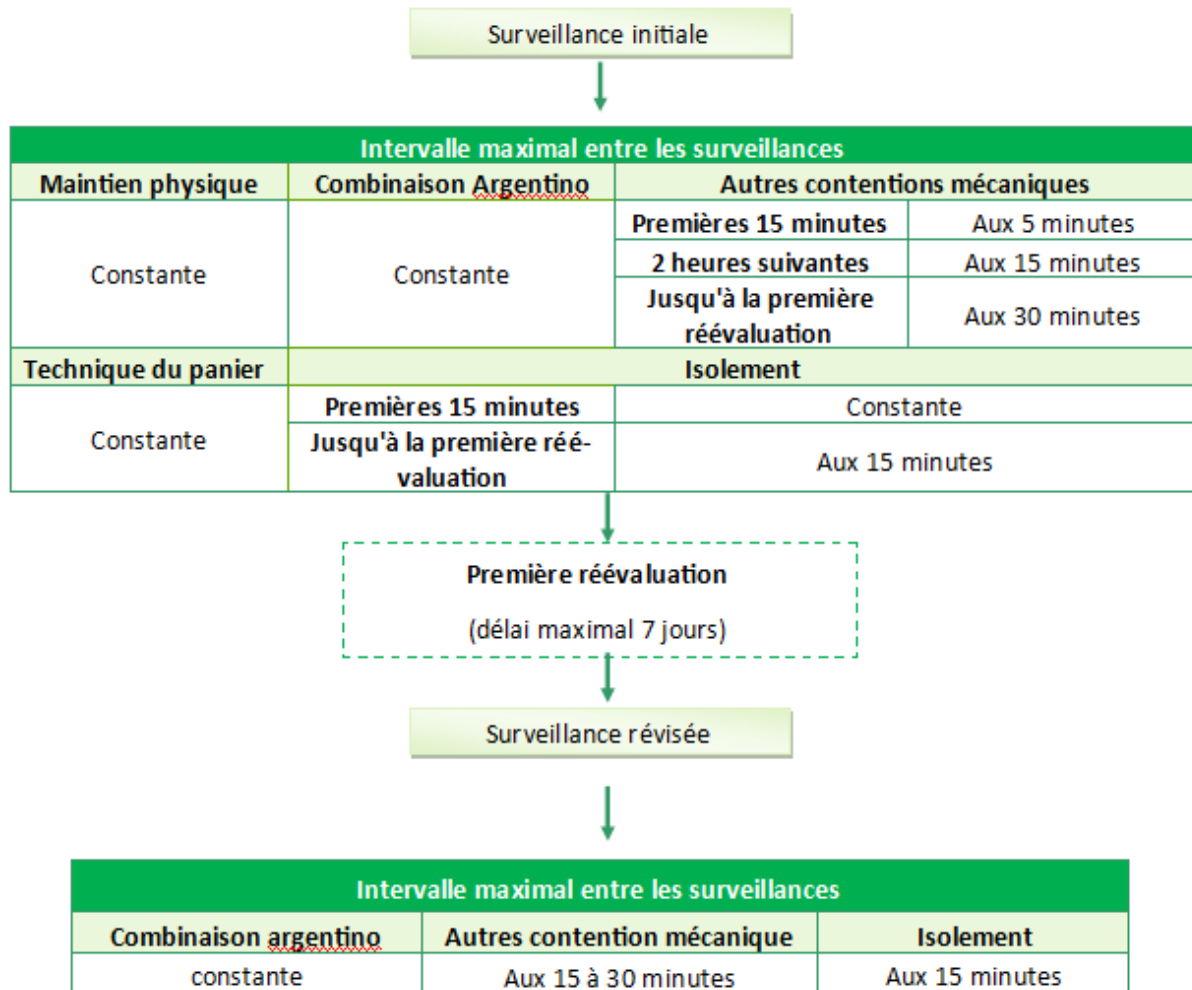 Surveillance initiale
Intervalle maximal entre les surveillances
Maintien physique Combinaison Argentino Autres contentions mécaniques
Constante Constante Premières 15 minutes Aux 5 minutes
2 heures suivantes Aux 15 minutes
Jusqu'à la première
réévaluation Aux 30 minutes
Technique du panier Isolement
Constante Premières 15 minutes Constante
Jusqu'à la première réé-
valuation Aux 15 minutes
Première réévaluation
(délai maximal 7 jours)
Surveillance révisée
Intervalle maximal entre les surveillances
Combinaison argentino Autres contention mécanique Isolement
constante Aux 15 à 30 minutes Aux 15 minutes